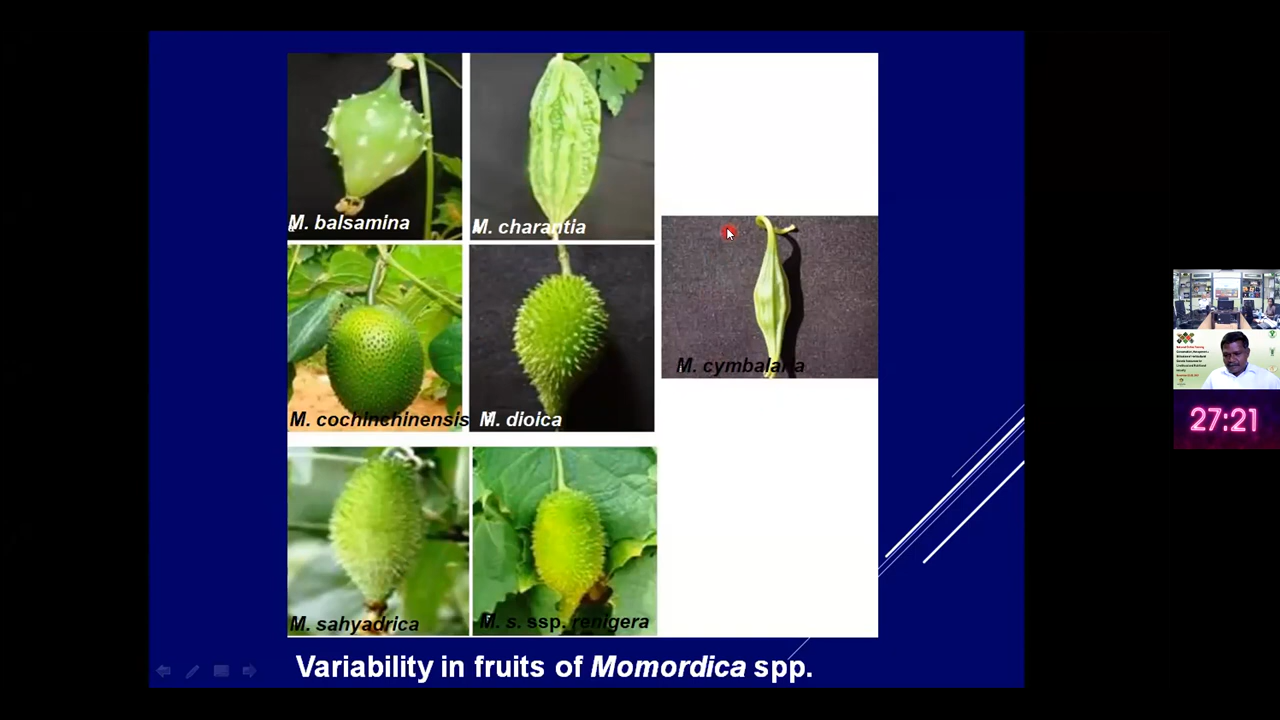 M. balsamina
M. charantia
M. cymbalaria
M. cochinchinensis
M. dioica
M. sahyadrica
M. s. ssp. renigera
Variability in fruits of Momordica spp.
27:21